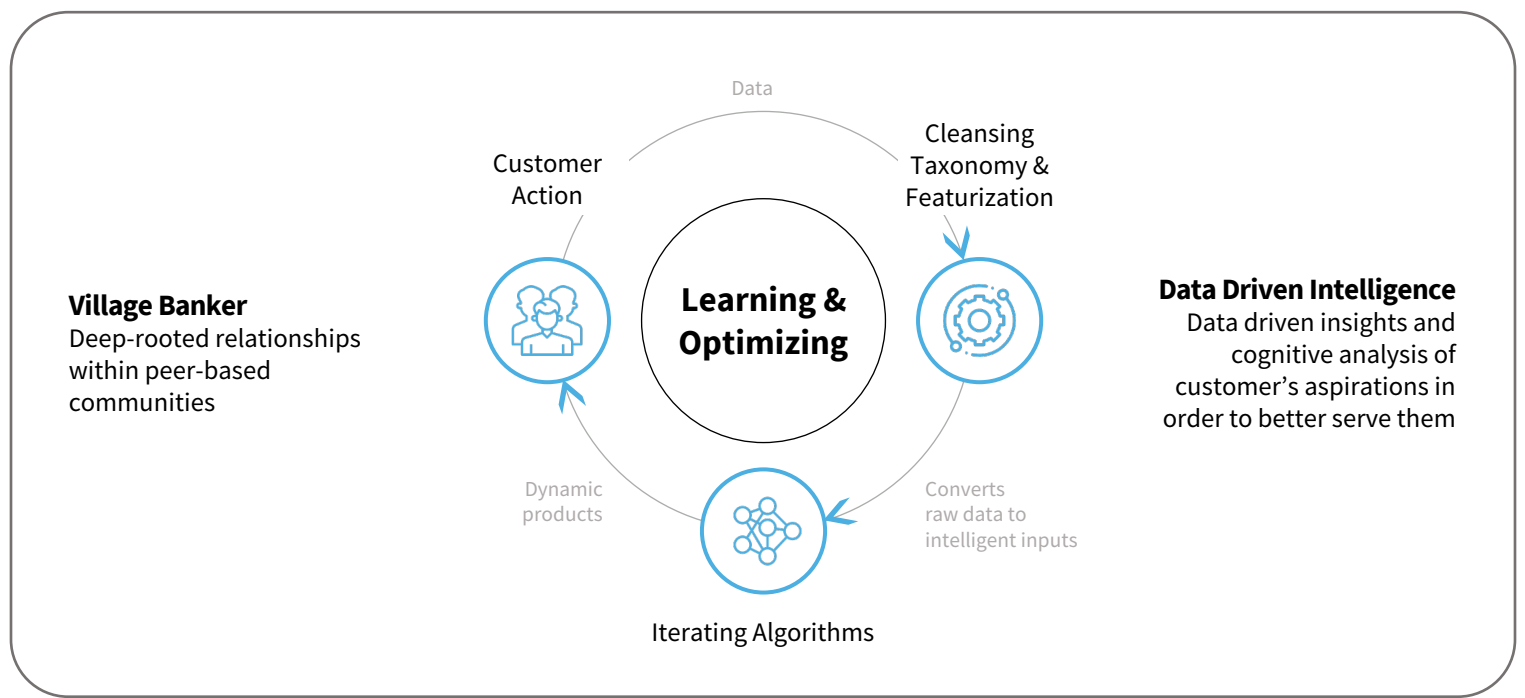 Data
Customer
Action
Cleansing
Taxonomy &
Featurization
Learning &
Optimizing
Village Banker
Deep-rooted relationships
within peer-based
communities
Data Driven Intelligence
Data driven insights and
cognitive analysis of
customer’s aspirations in
order to better serve them
Dynamic
products
Converts
raw data to
intelligent inputs
Iterating Algorithms